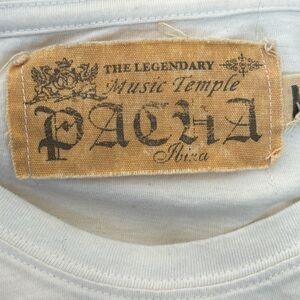 THE LEGENDARY
Music Temple
PACHA
Ibiza